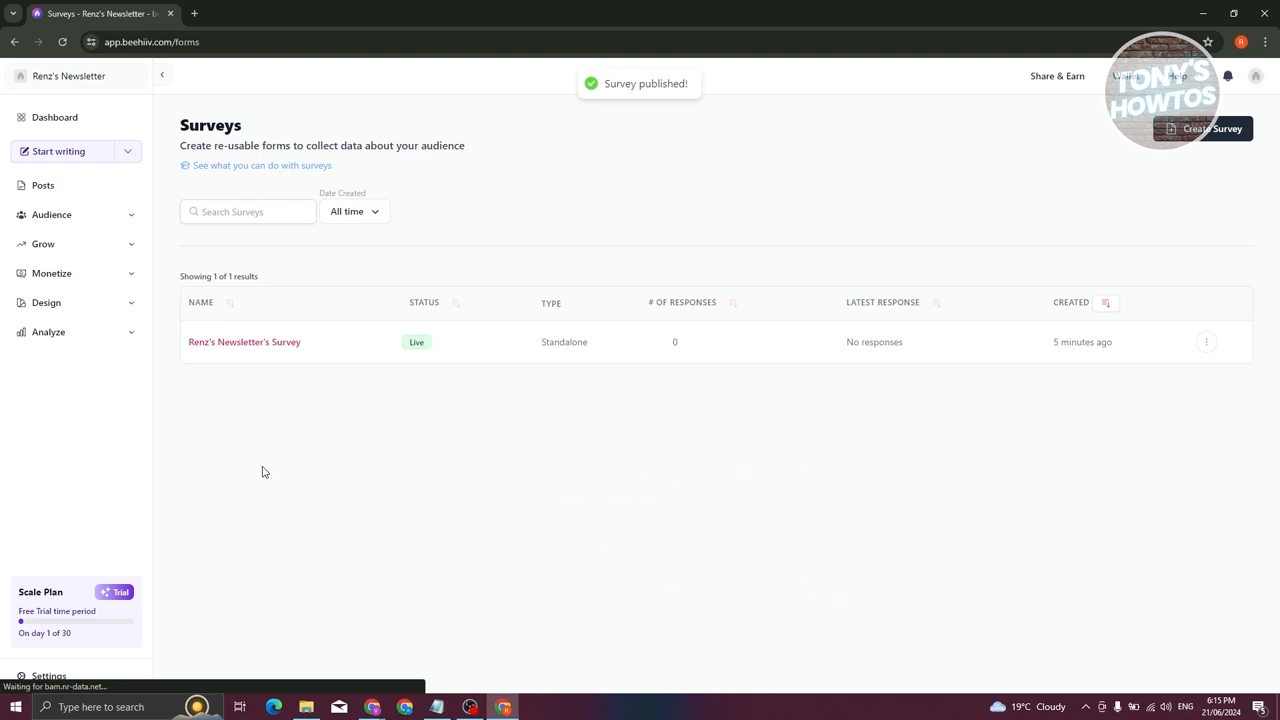 Surveys - Renz's Newsletter - be
app.beehiiv.com/forms
R
Renz's Newsletter
Survey published!
Share & Earn
Wallet
Help
TONY'S
HOWTOS
Dashboard
Start writing
Posts
Audience
Grow
Monetize
Design
Analyze
Surveys
Create re-usable forms to collect data about your audience
See what you can do with surveys
Create Survey
Date Created
Search Surveys
All time
Showing 1 of 1 results
NAME STATUS TYPE # OF RESPONSES LATEST RESPONSE CREATED
Renz's Newsletter's Survey Live Standalone 0 No responses 5 minutes ago
Scale Plan Trial
Free Trial time period
On day 1 of 30
Settings
Waiting for bam.nr-data.net...
Type here to search
19°C Cloudy
ENG
6:15 PM
21/06/2024